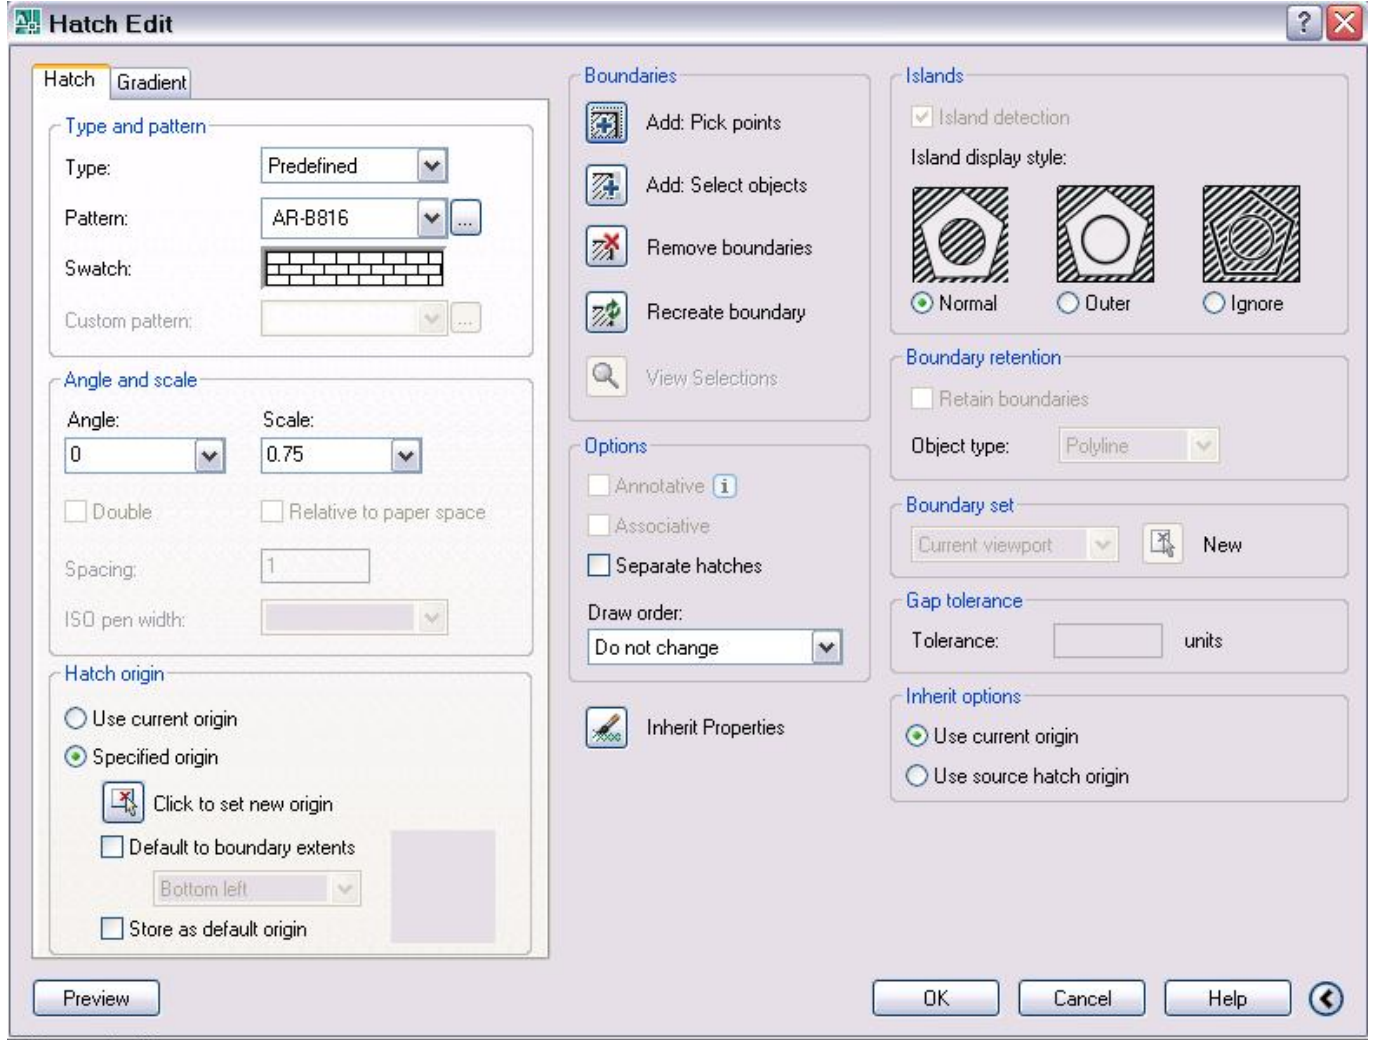 Hatch Edit
Hatch
Gradient
Type and pattern
Type:
Predefined
Pattern:
AR-B816
...
Swatch:
Custom pattern:
...
Angle and scale
Angle:
Scale:
0
0.75
Double
Relative to paper space
Spacing:
1
ISO pen width:
Hatch origin
Use current origin
Specified origin
Click to set new origin
Default to boundary extents
Bottom left
Store as default origin
Preview
Boundaries
Add: Pick points
Add: Select objects
Remove boundaries
Recreate boundary
View Selections
Options
Annotative
Associative
Separate hatches
Draw order:
Do not change
Inherit Properties
Islands
Island detection
Island display style:
Normal
Outer
Ignore
Boundary retention
Retain boundaries
Object type:
Polyline
Boundary set
Current viewport
New
Gap tolerance
Tolerance:
units
Inherit options
Use current origin
Use source hatch origin
OK
Cancel
Help